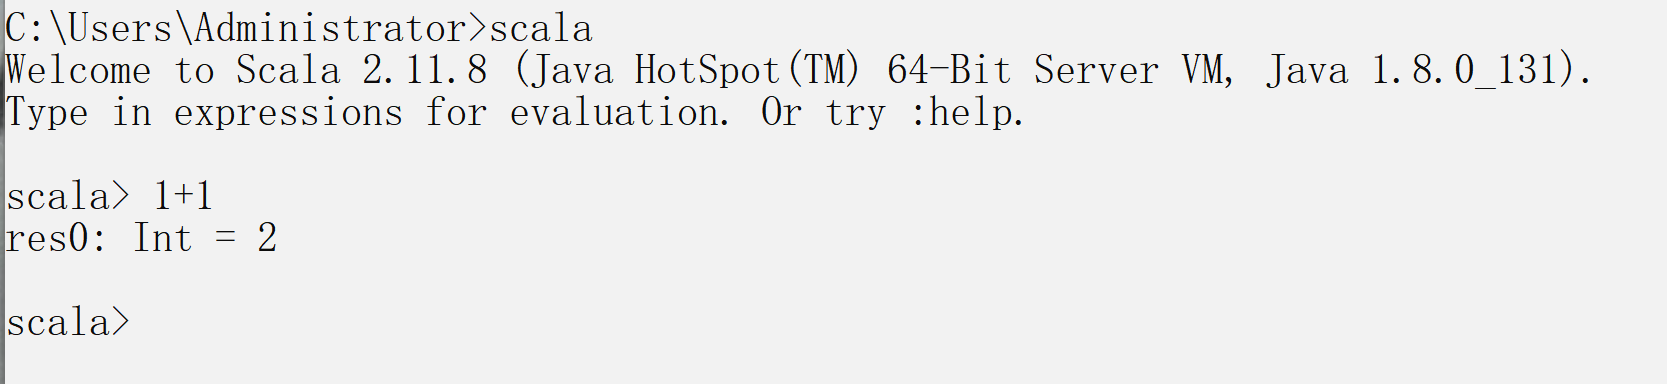 C:\Users\Administrator>scala
Welcome to Scala 2.11.8 (Java HotSpot(TM) 64-Bit Server VM, Java 1.8.0_131).
Type in expressions for evaluation. Or try :help.
scala> 1+1
res0: Int = 2
scala>